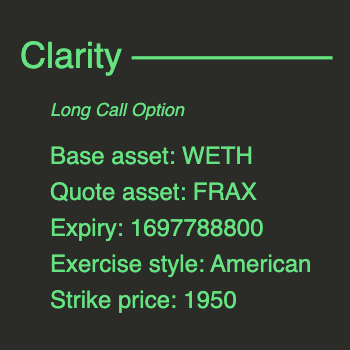 Clarity
Long Call Option
Base asset: WETH
Quote asset: FRAX
Expiry: 1697788800
Exercise style: American
Strike price: 1950